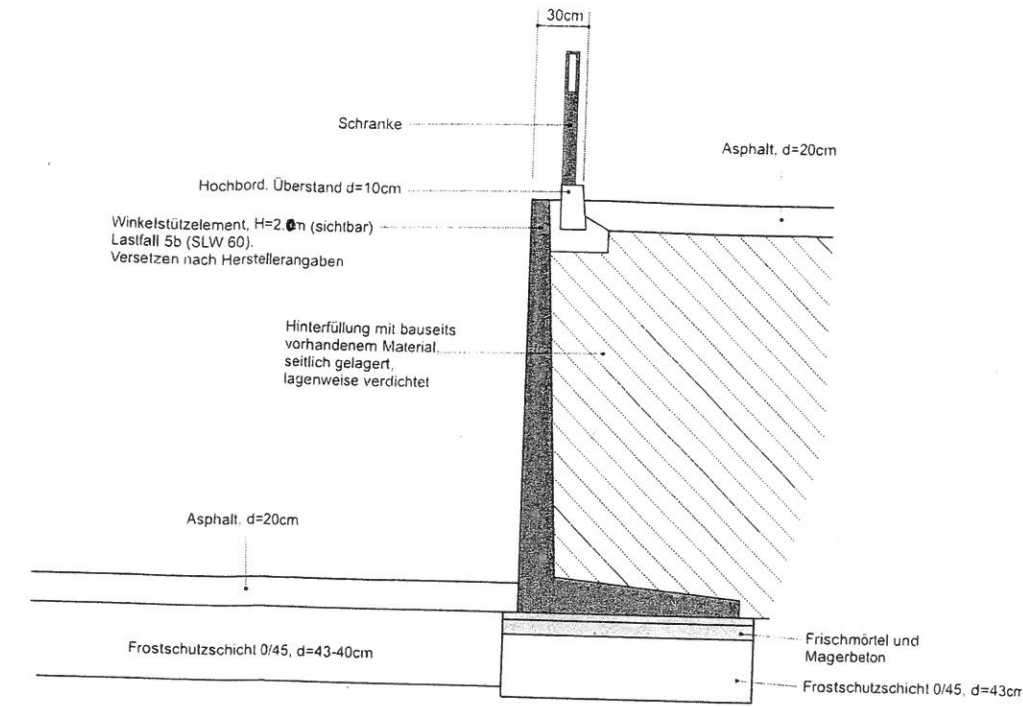 30cm
Schranke
Asphalt, d=20cm
Hochbord. Überstand d=10cm
Winkelstützelement, H=2.0m (sichtbar)
Lastfall 5b (SLW 60).
Versetzen nach Herstellerangaben
Hinterfüllung mit bauseits
vorhandenem Material,
seitlich gelagert,
lagenweise verdichtet
Asphalt, d=20cm
Frostschutzschicht 0/45, d=43-40cm
Frischmörtel und
Magerbeton
Frostschutzschicht 0/45, d=43cm